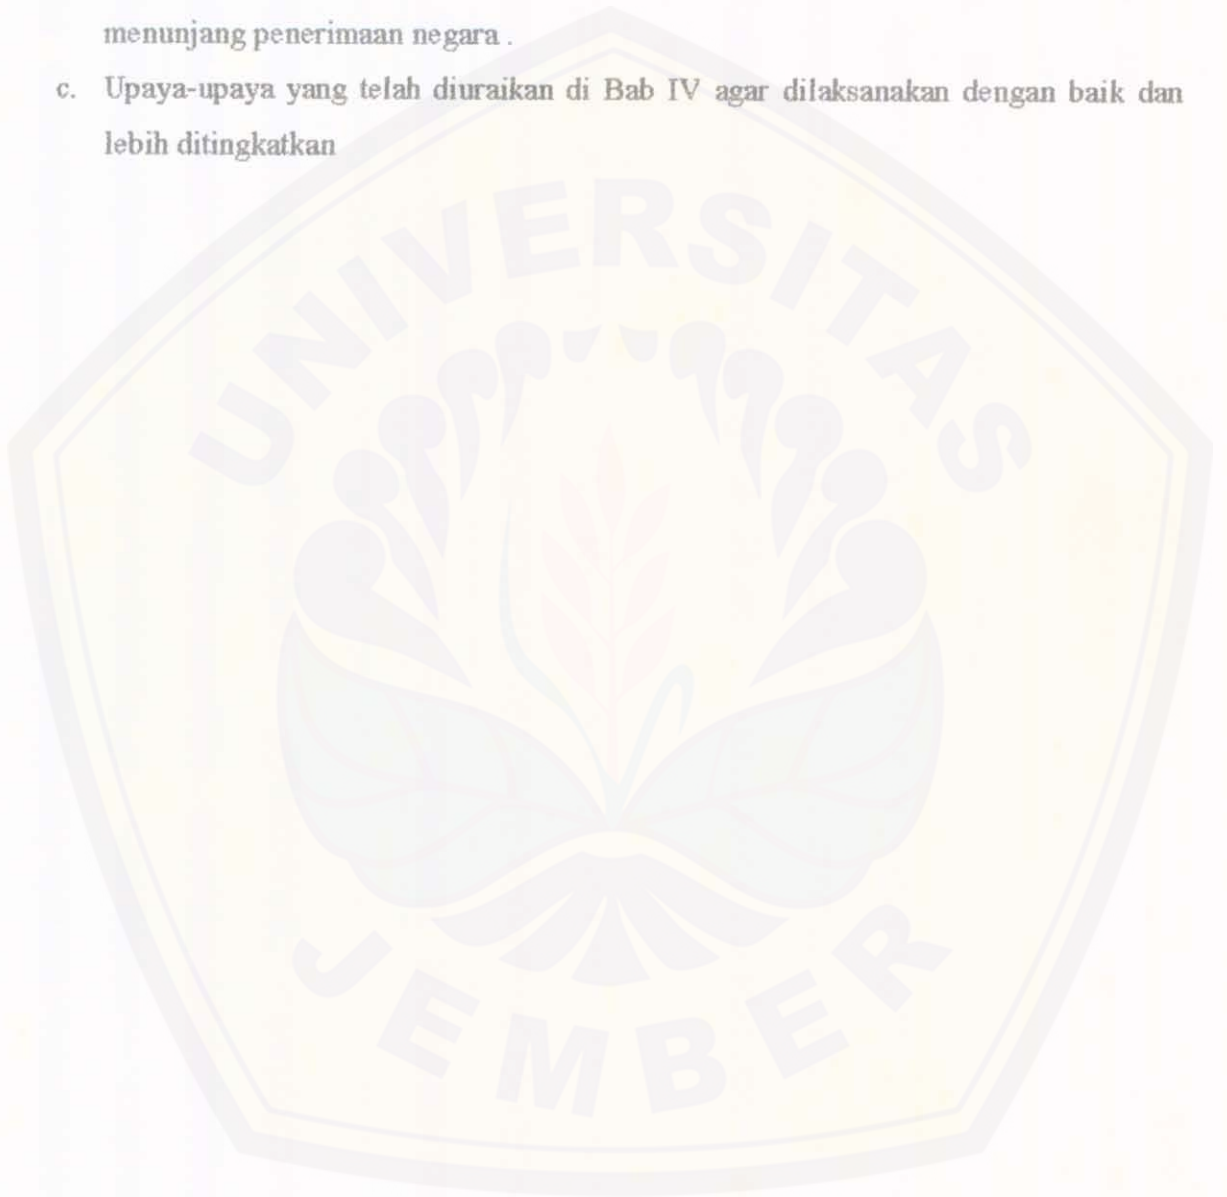 menunjang penerimaan negara .
c. Upaya-upaya yang telah diuraikan di Bab IV agar dilaksanakan dengan baik dan
lebih ditingkatkan
UNIVERSITAS
JEMBER